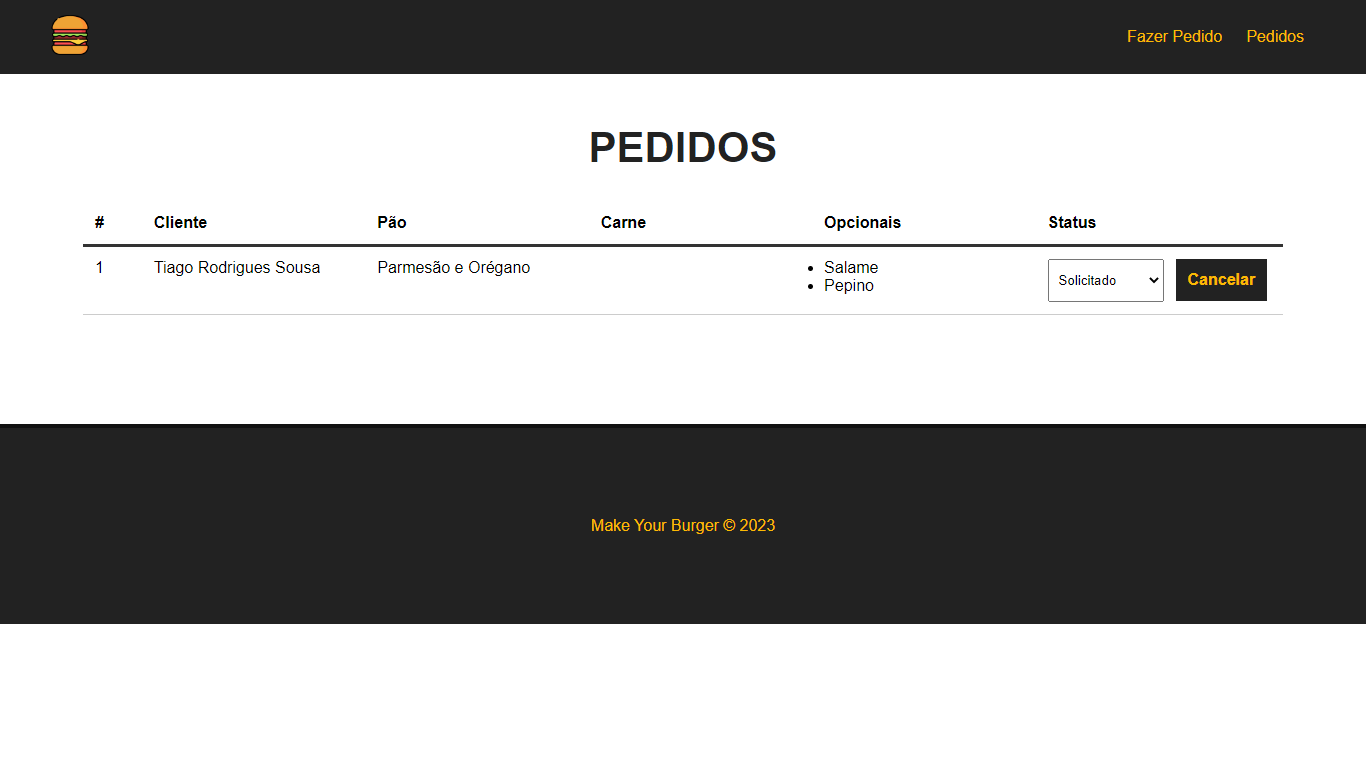 Fazer Pedido Pedidos
PEDIDOS
# Cliente Pão Carne Opcionais Status
1 Tiago Rodrigues Sousa Parmesão e Orégano Salame Solicitado Cancelar
Pepino
Make Your Burger © 2023